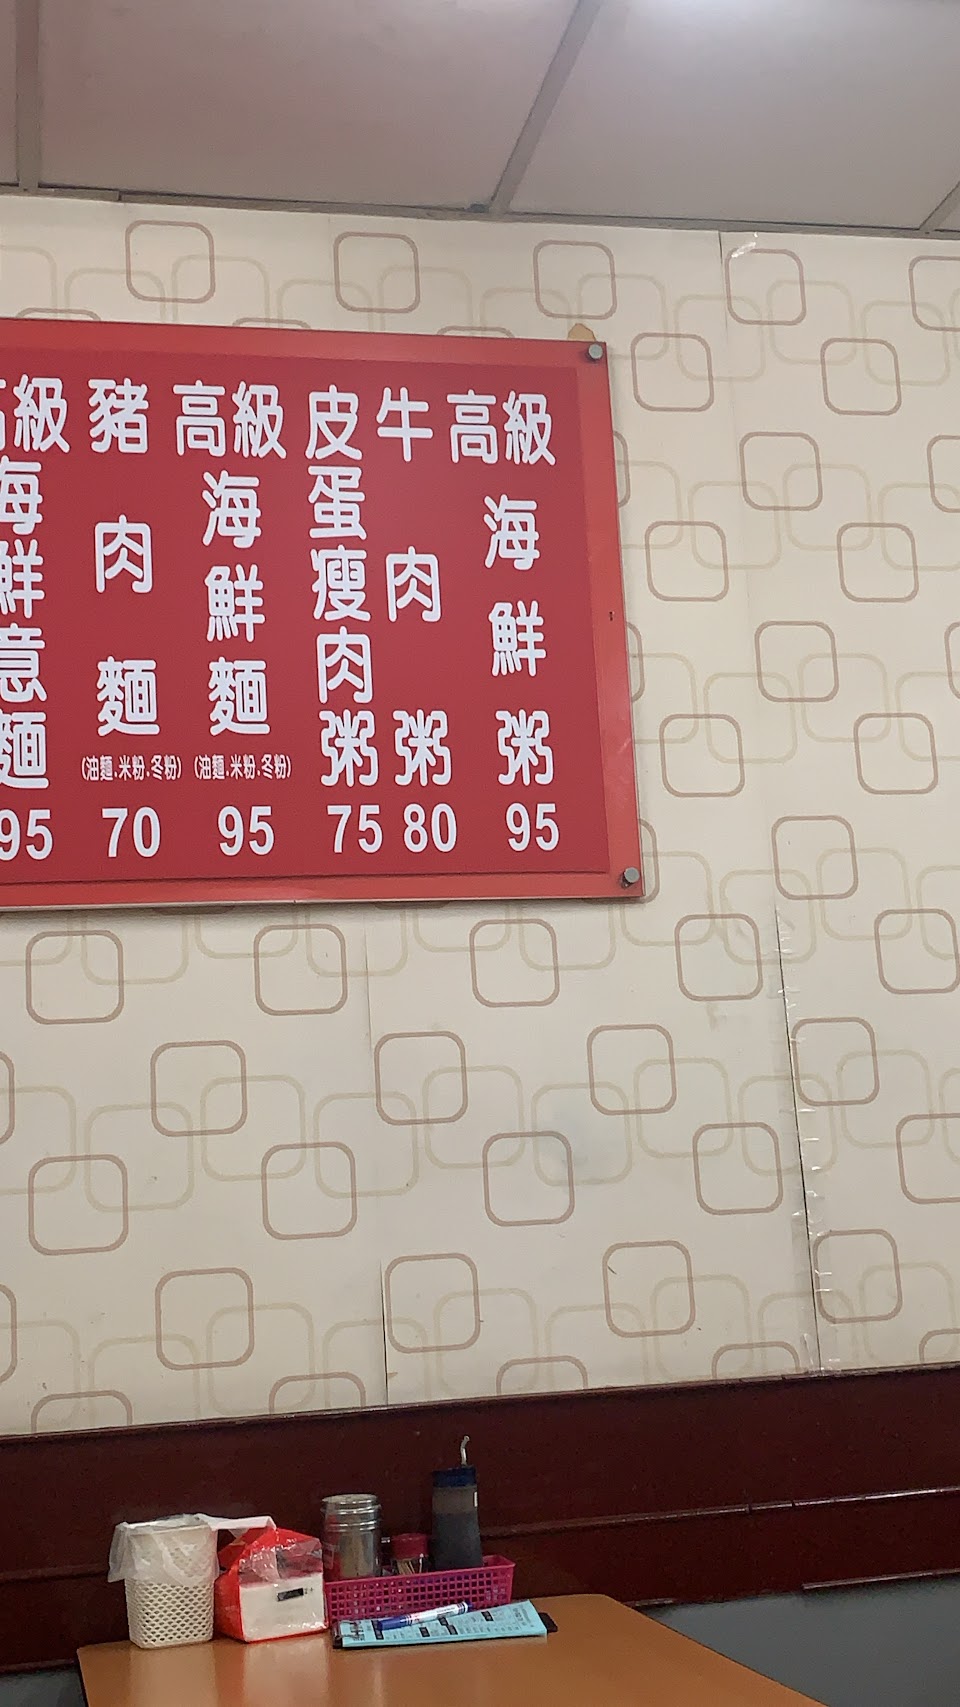 高級海鮮粥 95
牛肉粥 80
皮蛋瘦肉粥 75
高級海鮮麵 (油麵.米粉.冬粉) 95
豬肉麵 (油麵.米粉.冬粉) 70
高級海鮮意麵 95